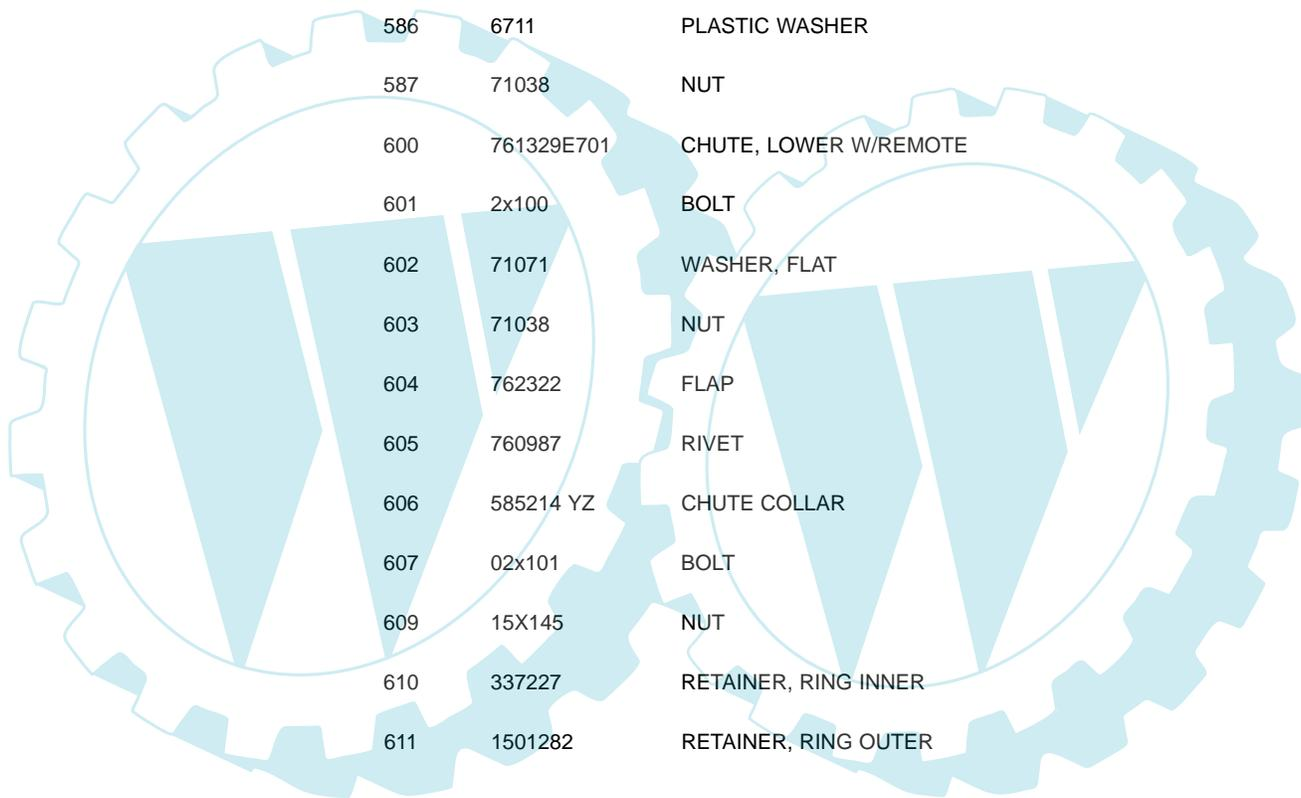 586 6711 PLASTIC WASHER
587 71038 NUT
600 761329E701 CHUTE, LOWER W/REMOTE
601 2x100 BOLT
602 71071 WASHER, FLAT
603 71038 NUT
604 762322 FLAP
605 760987 RIVET
606 585214 YZ CHUTE COLLAR
607 02x101 BOLT
609 15X145 NUT
610 337227 RETAINER, RING INNER
611 1501282 RETAINER, RING OUTER